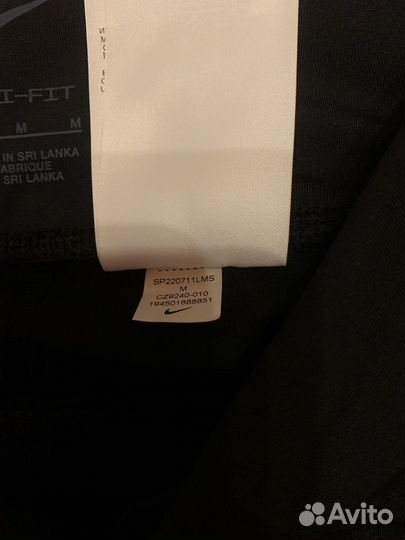 I-FIT
M M
IN SRI LANKA
FABRIQUE
SRI LANKA
SP220711LMS
M
CZ9240-010
194501888851
Avito